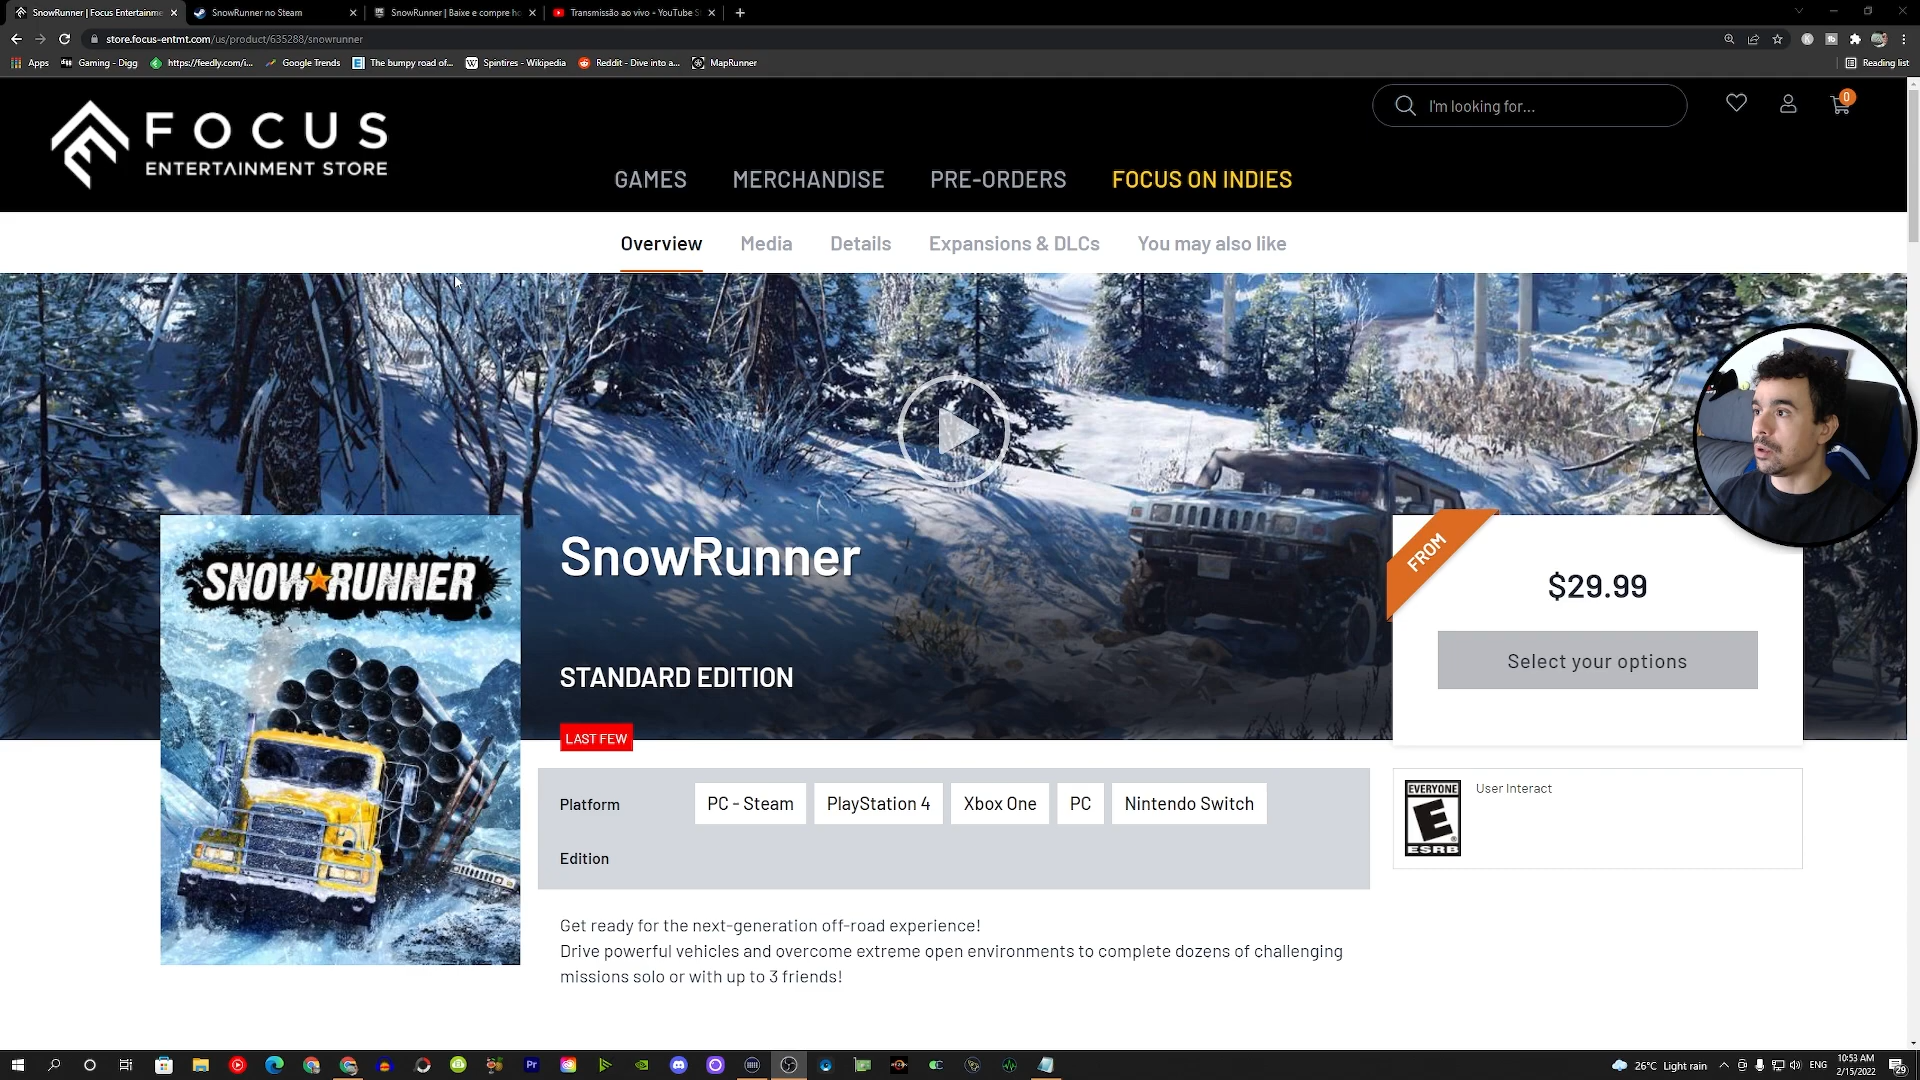 SnowRunner | Focus Entertainme
SnowRunner no Steam
SnowRunner | Baixe e compre ho
Transmissão ao vivo - YouTube S
store.focus-entmt.com/us/product/635288/snowrunner
Apps
Gaming - Digg
https://feedly.com/i...
Google Trends
The bumpy road of...
Spintires - Wikipedia
Reddit - Dive into a...
MapRunner
Reading list
FOCUS
ENTERTAINMENT STORE
I'm looking for...
0
GAMES
MERCHANDISE
PRE-ORDERS
FOCUS ON INDIES
Overview
Media
Details
Expansions & DLCs
You may also like
SNOW RUNNER
SnowRunner
STANDARD EDITION
LAST FEW
FROM
$29.99
Select your options
Platform
PC - Steam
PlayStation 4
Xbox One
PC
Nintendo Switch
Edition
EVERYONE
E
ESRB
User Interact
Get ready for the next-generation off-road experience!
Drive powerful vehicles and overcome extreme open environments to complete dozens of challenging
missions solo or with up to 3 friends!
26°C Light rain
ENG
10:53 AM
2/15/2022
29